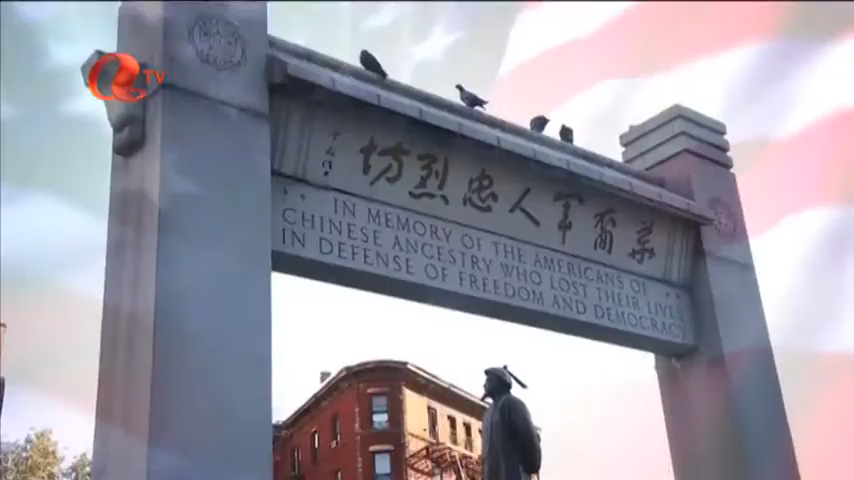 TV
華裔軍人忠烈坊
IN MEMORY OF THE AMERICANS OF
CHINESE ANCESTRY WHO LOST THEIR LIVES
IN DEFENSE OF FREEDOM AND DEMOCRACY